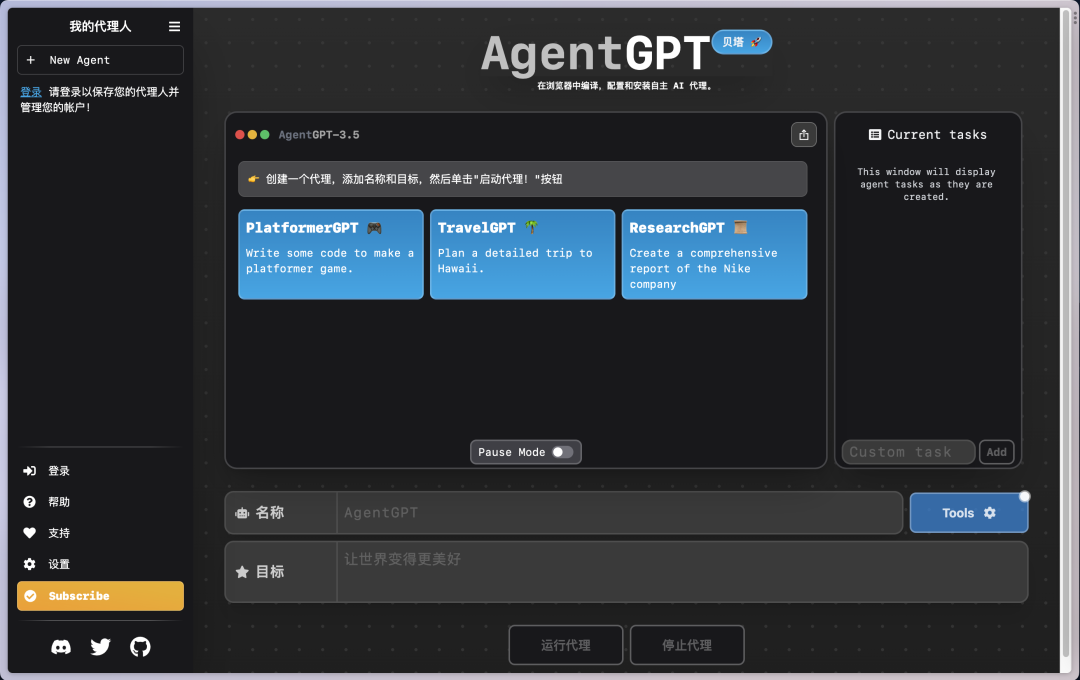 我的代理人
+ New Agent
登录 请登录以保存您的代理人并
管理您的帐户!
登录
帮助
支持
设置
Subscribe
AgentGPT
贝塔 🚀
在浏览器中编译，配置和安装自主 AI 代理。
AgentGPT-3.5
👉 创建一个代理，添加名称和目标，然后单击"启动代理！"按钮
PlatformerGPT 🎮
Write some code to make a
platformer game.
TravelGPT 🌴
Plan a detailed trip to
Hawaii.
ResearchGPT 📜
Create a comprehensive
report of the Nike
company
Pause Mode
Current tasks
This window will display
agent tasks as they are
created.
Custom task
Add
名称
AgentGPT
Tools
目标
让世界变得更美好
运行代理
停止代理